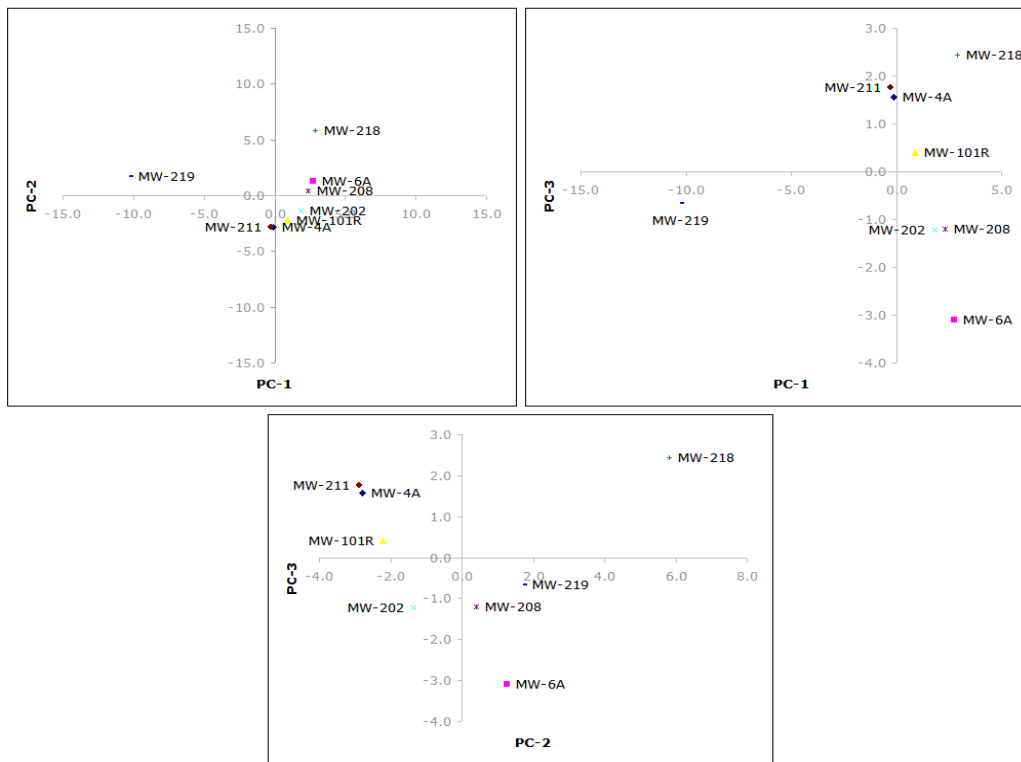 15.0
10.0
5.0
0.0
-5.0
-10.0
-15.0
-15.0 -10.0 -5.0 0.0 5.0 10.0 15.0
PC-2
PC-1
MW-218
MW-219
MW-6A
MW-208
MW-202
MW-101R
MW-211
MW-4A
3.0
2.0
1.0
0.0
-1.0
-2.0
-3.0
-4.0
-15.0 -10.0 -5.0 0.0 5.0
PC-3
PC-1
MW-218
MW-211
MW-4A
MW-101R
MW-219
MW-202
MW-208
MW-6A
3.0
2.0
1.0
0.0
-1.0
-2.0
-3.0
-4.0
-4.0 -2.0 0.0 2.0 4.0 6.0 8.0
PC-3
PC-2
MW-218
MW-211
MW-4A
MW-101R
MW-219
MW-202
MW-208
MW-6A